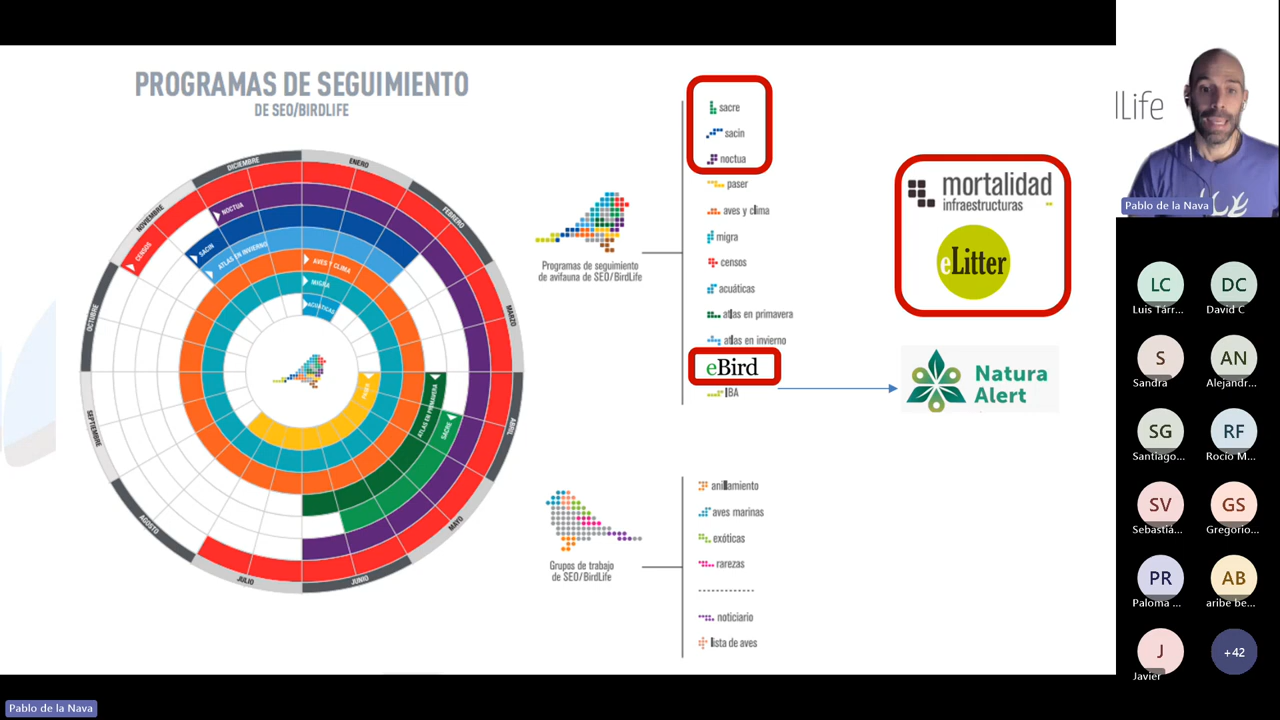 PROGRAMAS DE SEGUIMIENTO
DE SEO/BIRDLIFE
DICIEMBRE
ENERO
FEBRERO
MARZO
ABRIL
MAYO
JUNIO
JULIO
AGOSTO
SEPTIEMBRE
OCTUBRE
NOVIEMBRE
CENSOS
NOCTUA
SACIN
ATLAS EN INVIERNO
AVES Y CLIMA
MIGRA
ACUÁTICAS
PASER
ATLAS EN PRIMAVERA
SACRE
Programas de seguimiento
de avifauna de SEO/BirdLife
sacre
sacin
noctua
paser
aves y clima
migra
censos
acuáticas
atlas en primavera
atlas en invierno
eBird
IBA
mortalidad
infraestructuras
eLitter
Natura
Alert
Grupos de trabajo
de SEO/BirdLife
anillamiento
aves marinas
exóticas
rarezas
noticiario
lista de aves
dLife
Pablo de la Nava
LC
Luis Tárr...
DC
David C
S
Sandra
AN
Alejandr...
SG
Santiago...
RF
Rocío M...
SV
Sebastiá...
GS
Gregorio...
PR
Paloma ...
AB
aribe be...
J
Javier
+42
Pablo de la Nava